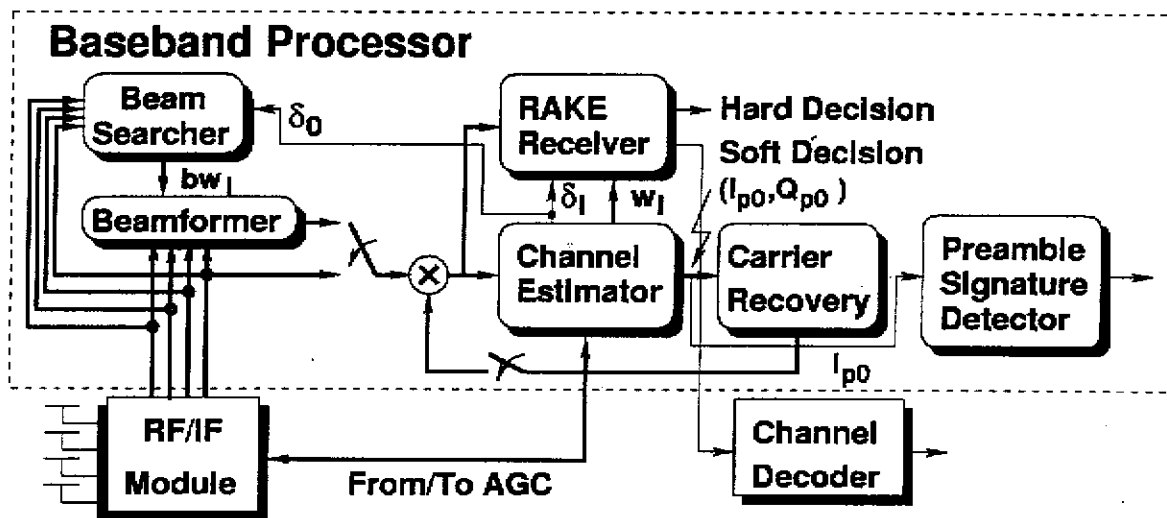 Baseband Processor
Beam
Searcher
δ0
bwl
Beamformer
RAKE
Receiver
Hard Decision
Soft Decision
(Ip0,Qp0)
δl
wl
×
Channel
Estimator
Carrier
Recovery
Preamble
Signature
Detector
Ip0
RF/IF
Module
From/To AGC
Channel
Decoder